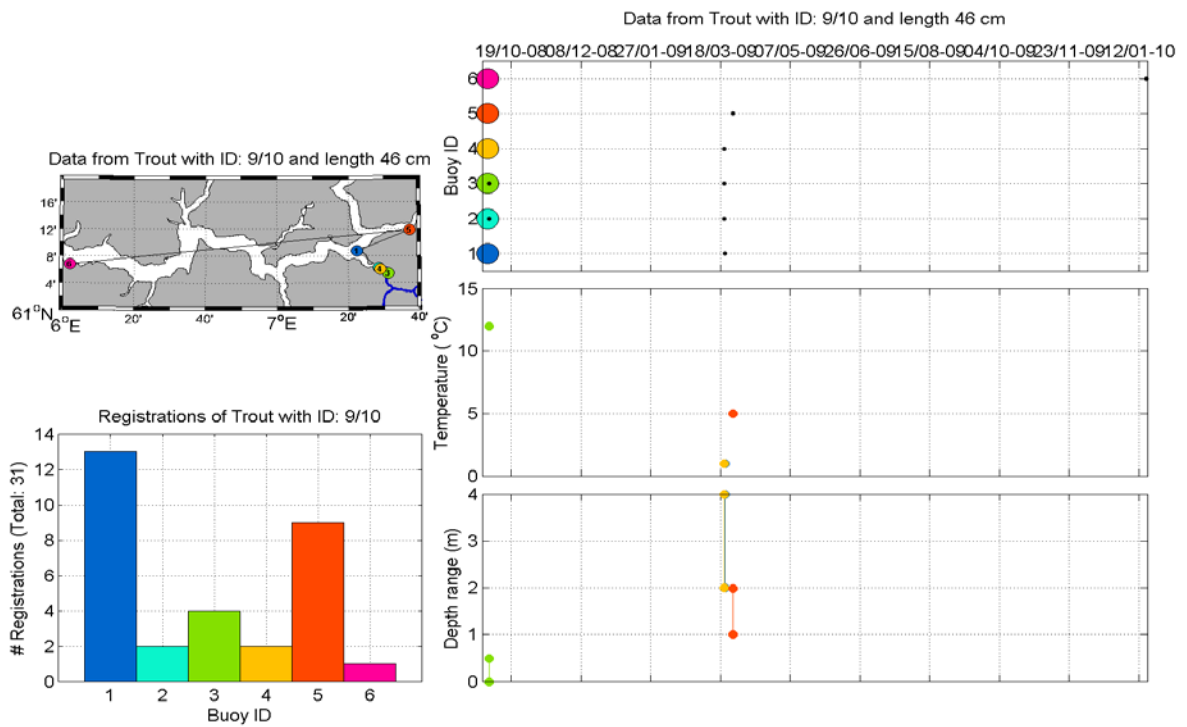 Data from Trout with ID: 9/10 and length 46 cm
19/10-08 08/12-08 27/01-09 18/03-09 07/05-09 26/06-09 15/08-09 04/10-09 23/11-09 12/01-10
6
5
4
3
2
1
Buoy ID
Data from Trout with ID: 9/10 and length 46 cm
16'
12'
8'
4'
61°N
6°E
20'
40'
7°E
20'
40'
6
5
1
4
3
15
10
5
0
Temperature ( °C)
Registrations of Trout with ID: 9/10
14
12
10
8
6
4
2
0
# Registrations (Total: 31)
1 2 3 4 5 6
Buoy ID
4
3
2
1
0
Depth range (m)